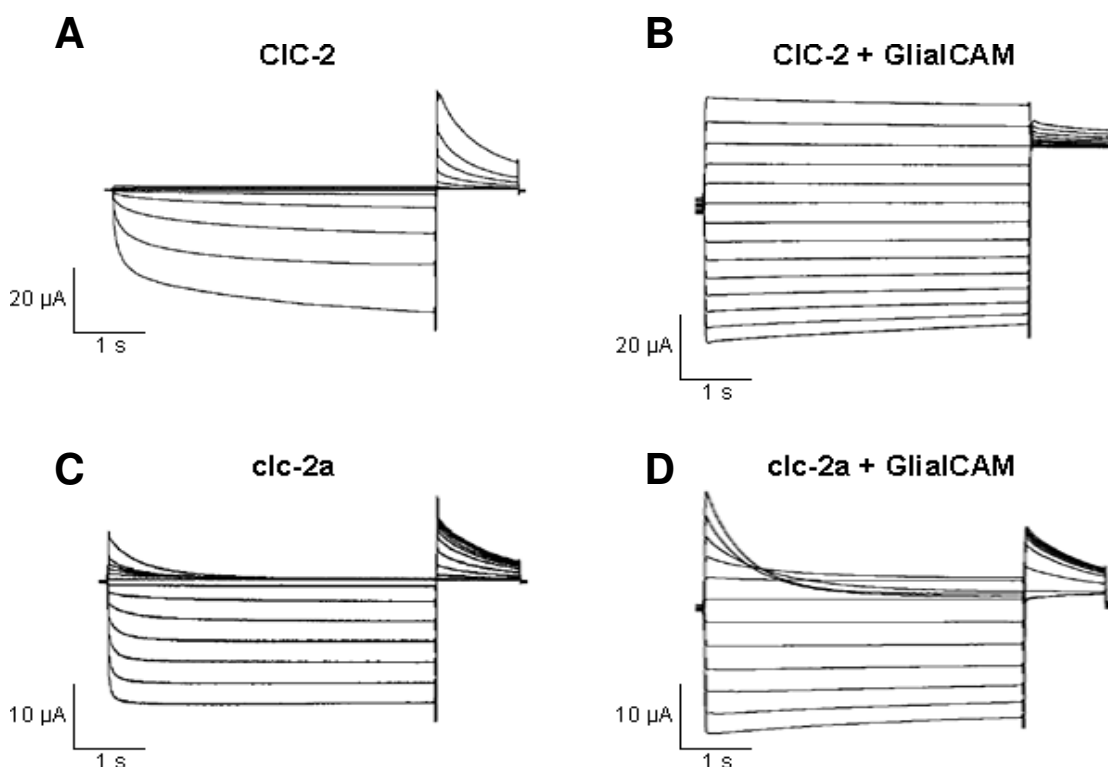 A
ClC-2
20 µA
1 s
B
ClC-2 + GlialCAM
20 µA
1 s
C
clc-2a
10 µA
1 s
D
clc-2a + GlialCAM
10 µA
1 s